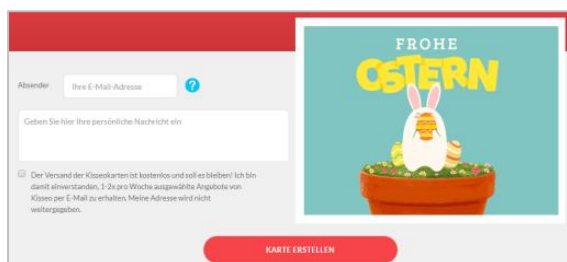 Absender
Ihre E-Mail-Adresse
?
Geben Sie hier Ihre persönliche Nachricht ein
Der Versand der Kisseokarten ist kostenlos und soll es bleiben! Ich bin
damit einverstanden, 1-2x pro Woche ausgewählte Angebote von
Kisseo per E-Mail zu erhalten. Meine Adresse wird nicht
weitergegeben.
FROHE
OSTERN
KARTE ERSTELLEN